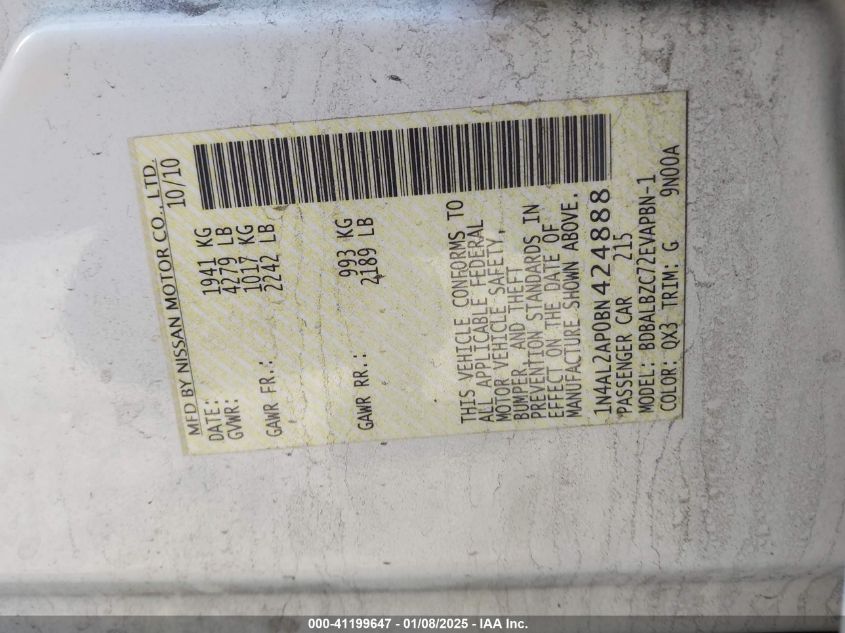 MFD BY NISSAN MOTOR CO., LTD.
DATE: 10/10
GVWR: 1941 KG
4279 LB
GAWR FR.: 1017 KG
2242 LB
GAWR RR.: 993 KG
2189 LB
THIS VEHICLE CONFORMS TO
ALL APPLICABLE FEDERAL
MOTOR VEHICLE SAFETY,
BUMPER, AND THEFT
PREVENTION STANDARDS IN
EFFECT ON THE DATE OF
MANUFACTURE SHOWN ABOVE.
1N4AL2AP0BN424888
PASSENGER CAR 215
MODEL: BDBALBZC72EVAPBN-1
COLOR: QX3 TRIM: G 9N00A
000-41199647 - 01/08/2025 - IAA Inc.